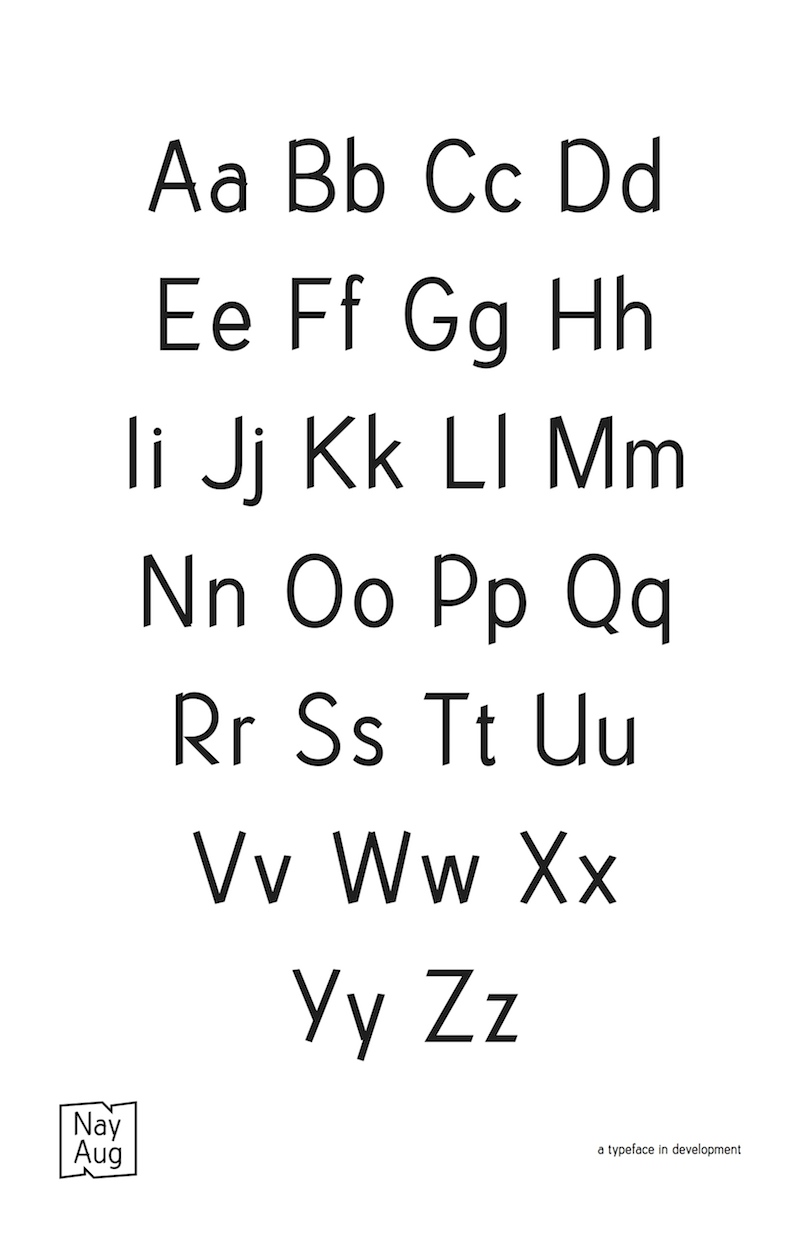 Aa Bb Cc Dd
Ee Ff Gg Hh
Ii Jj Kk Ll Mm
Nn Oo Pp Qq
Rr Ss Tt Uu
Vv Ww Xx
Yy Zz
Nay
Aug
a typeface in development